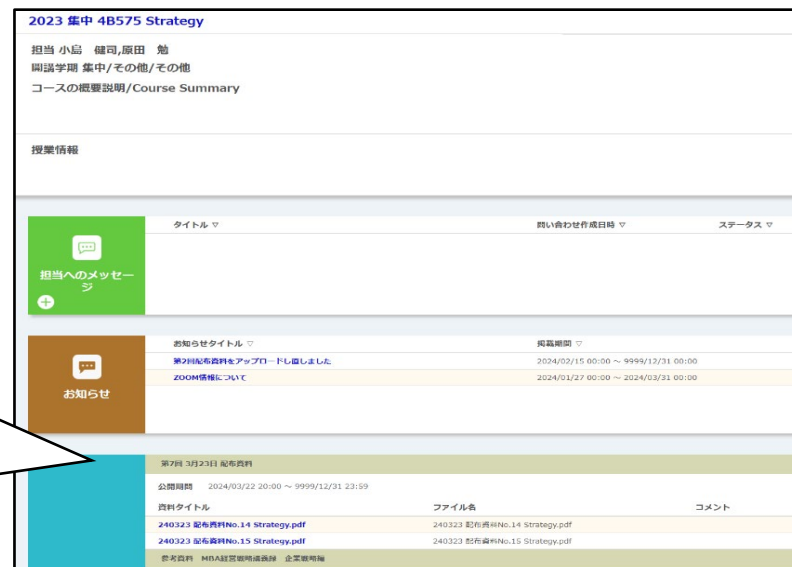 2023 集中 4B575 Strategy
担当 小島 健司,原田 勉
開講学期 集中/その他/その他
コースの概要説明/Course Summary
授業情報
タイトル ▽ 問い合わせ作成日時 ▽ ステータス ▽
担当へのメッセー
ジ
お知らせタイトル ▽ 掲載期間 ▽
第2回配布資料をアップロードし直しました 2024/02/15 00:00 ～ 9999/12/31 00:00
ZOOM情報について 2024/01/27 00:00 ～ 2024/03/31 00:00
お知らせ
第7回 3月23日 配布資料
公開期間 2024/03/22 20:00 ～ 9999/12/31 23:59
資料タイトル ファイル名 コメント
240323 配布資料No.14 Strategy.pdf 240323 配布資料No.14 Strategy.pdf
240323 配布資料No.15 Strategy.pdf 240323 配布資料No.15 Strategy.pdf
参考資料 MBA経営戦略講義録 企業戦略編